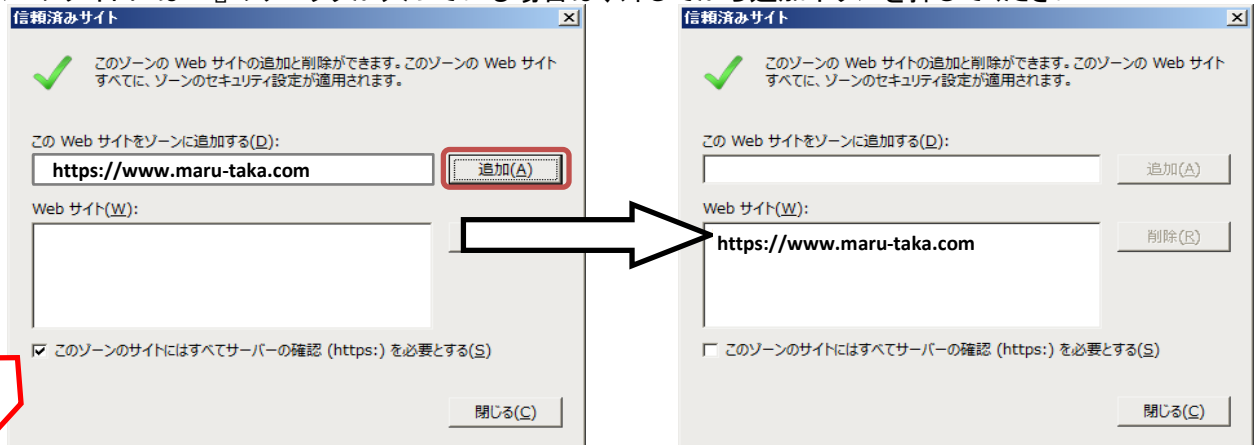 信頼済みサイト
このゾーンの Web サイトの追加と削除ができます。このゾーンの Web サイト
すべてに、ゾーンのセキュリティ設定が適用されます。
この Web サイトをゾーンに追加する(D):
https://www.maru-taka.com
追加(A)
Web サイト(W):
このゾーンのサイトにはすべてサーバーの確認 (https:) を必要とする(S)
閉じる(C)
信頼済みサイト
このゾーンの Web サイトの追加と削除ができます。このゾーンの Web サイト
すべてに、ゾーンのセキュリティ設定が適用されます。
この Web サイトをゾーンに追加する(D):
追加(A)
Web サイト(W):
https://www.maru-taka.com
削除(R)
このゾーンのサイトにはすべてサーバーの確認 (https:) を必要とする(S)
閉じる(C)